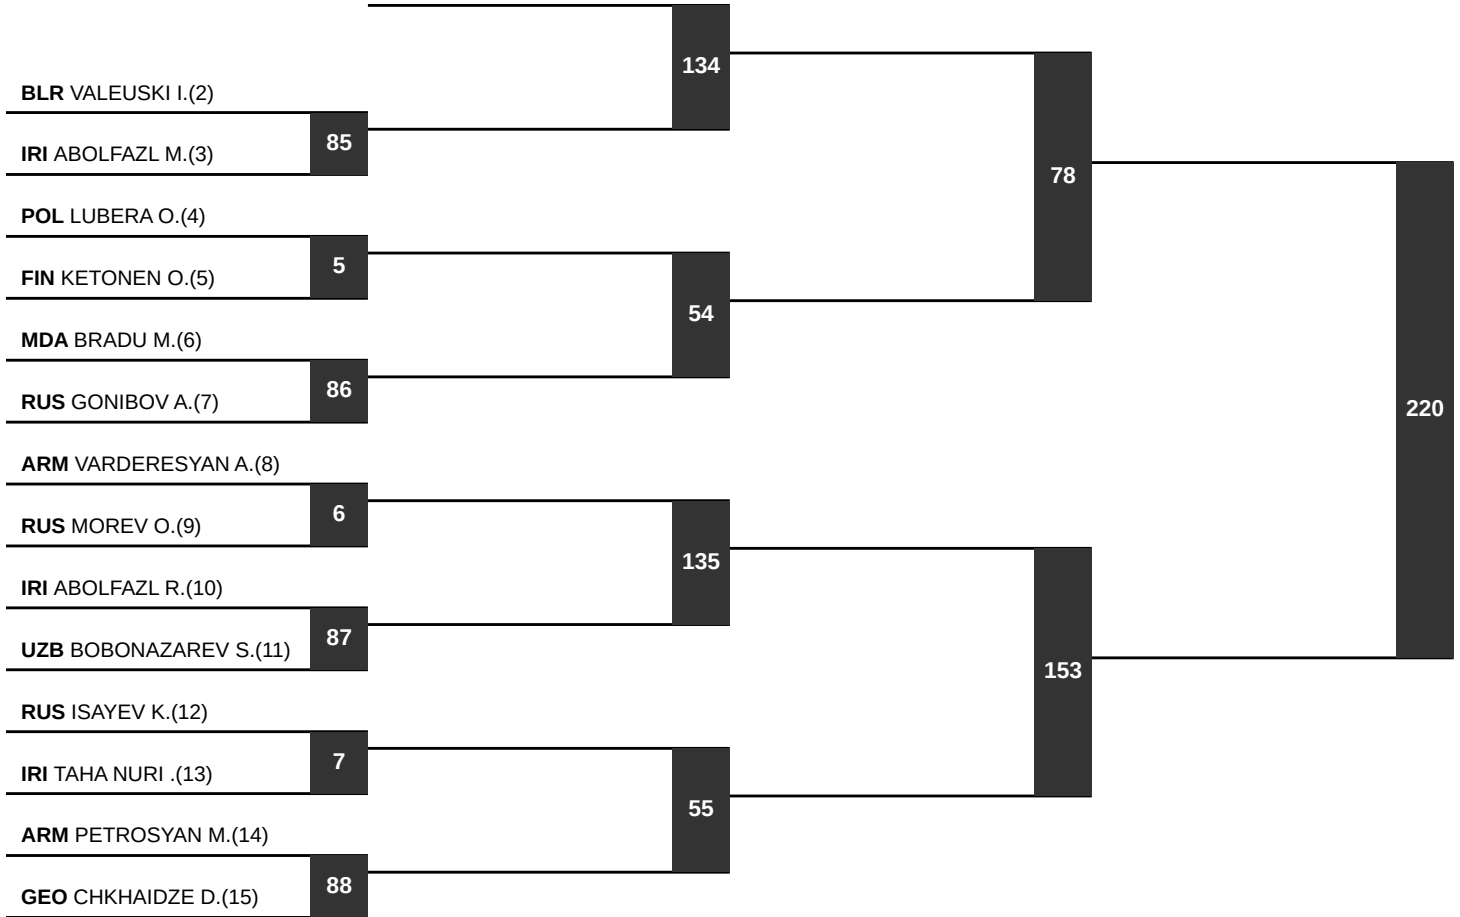 134
BLR VALEUSKI I.(2)
85
IRI ABOLFAZL M.(3)
78
POL LUBERA O.(4)
5
FIN KETONEN O.(5)
54
MDA BRADU M.(6)
86
RUS GONIBOV A.(7)
220
ARM VARDERESYAN A.(8)
6
RUS MOREV O.(9)
135
IRI ABOLFAZL R.(10)
87
UZB BOBONAZAREV S.(11)
153
RUS ISAYEV K.(12)
7
IRI TAHA NURI .(13)
55
ARM PETROSYAN M.(14)
88
GEO CHKHAIDZE D.(15)